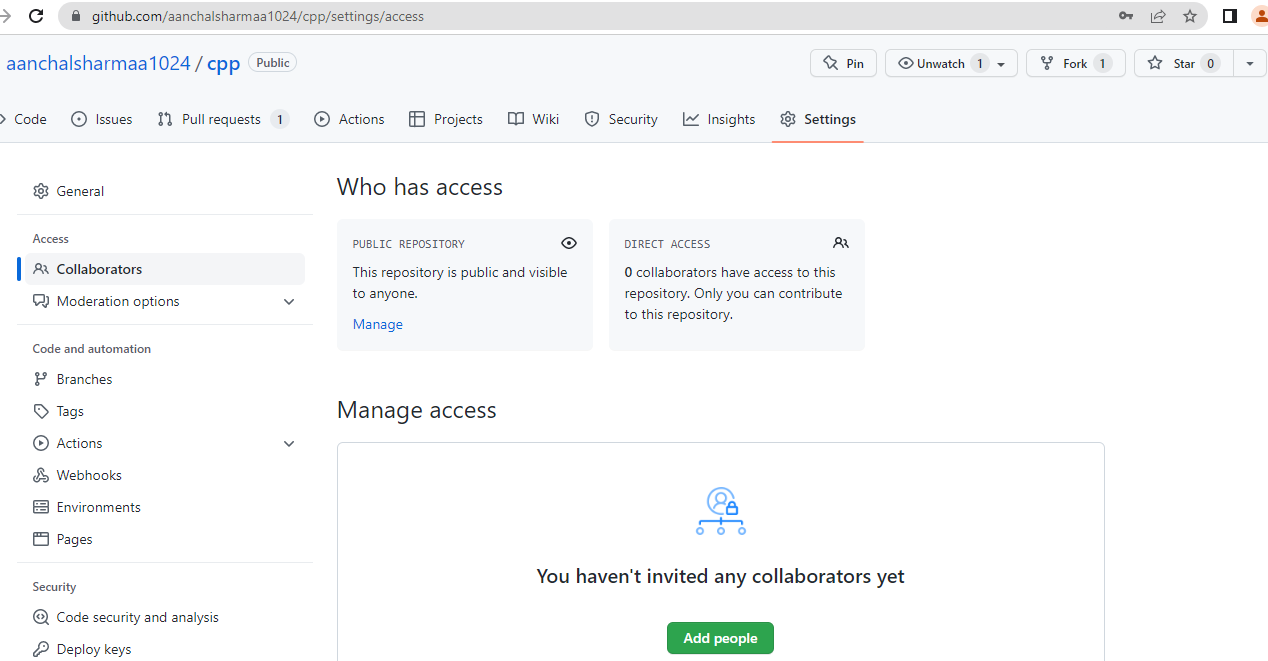 github.com/aanchalsharmaa1024/cpp/settings/access
aanchalsharmaa1024 / cpp Public
Pin
Unwatch 1
Fork 1
Star 0
Code
Issues
Pull requests 1
Actions
Projects
Wiki
Security
Insights
Settings
General
Access
Collaborators
Moderation options
Code and automation
Branches
Tags
Actions
Webhooks
Environments
Pages
Security
Code security and analysis
Deploy keys
Who has access
PUBLIC REPOSITORY
This repository is public and visible
to anyone.
Manage
DIRECT ACCESS
0 collaborators have access to this
repository. Only you can contribute
to this repository.
Manage access
You haven't invited any collaborators yet
Add people